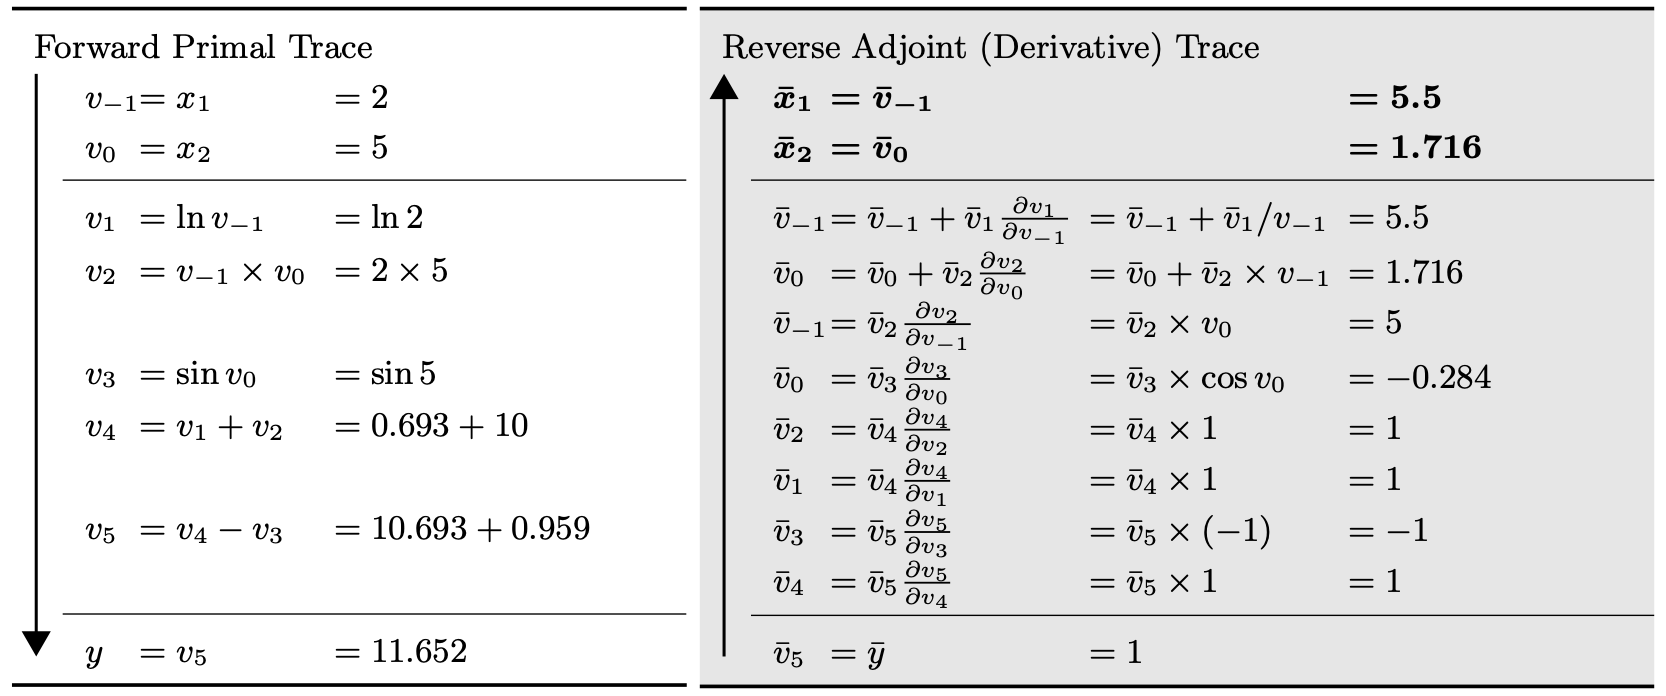 Forward Primal Trace
v₋₁ = x₁ = 2
v₀ = x₂ = 5
v₁ = ln v₋₁ = ln 2
v₂ = v₋₁ × v₀ = 2 × 5
v₃ = sin v₀ = sin 5
v₄ = v₁ + v₂ = 0.693 + 10
v₅ = v₄ − v₃ = 10.693 + 0.959
y = v₅ = 11.652
Reverse Adjoint (Derivative) Trace
x̄₁ = v̄₋₁ = 5.5
x̄₂ = v̄₀ = 1.716
v̄₋₁ = v̄₋₁ + v̄₁ ∂v₁/∂v₋₁ = v̄₋₁ + v̄₁/v₋₁ = 5.5
v̄₀ = v̄₀ + v̄₂ ∂v₂/∂v₀ = v̄₀ + v̄₂ × v₋₁ = 1.716
v̄₋₁ = v̄₂ ∂v₂/∂v₋₁ = v̄₂ × v₀ = 5
v̄₀ = v̄₃ ∂v₃/∂v₀ = v̄₃ × cos v₀ = −0.284
v̄₂ = v̄₄ ∂v₄/∂v₂ = v̄₄ × 1 = 1
v̄₁ = v̄₄ ∂v₄/∂v₁ = v̄₄ × 1 = 1
v̄₃ = v̄₅ ∂v₅/∂v₃ = v̄₅ × (−1) = −1
v̄₄ = v̄₅ ∂v₅/∂v₄ = v̄₅ × 1 = 1
v̄₅ = ȳ = 1